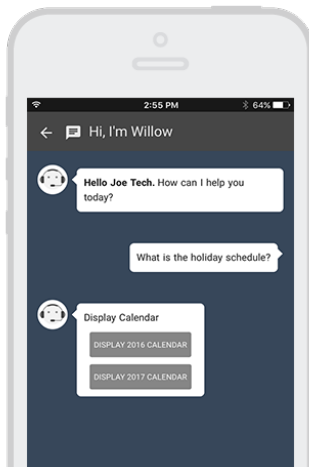 2:55 PM 64%
Hi, I'm Willow
Hello Joe Tech. How can I help you
today?
What is the holiday schedule?
Display Calendar
DISPLAY 2016 CALENDAR
DISPLAY 2017 CALENDAR